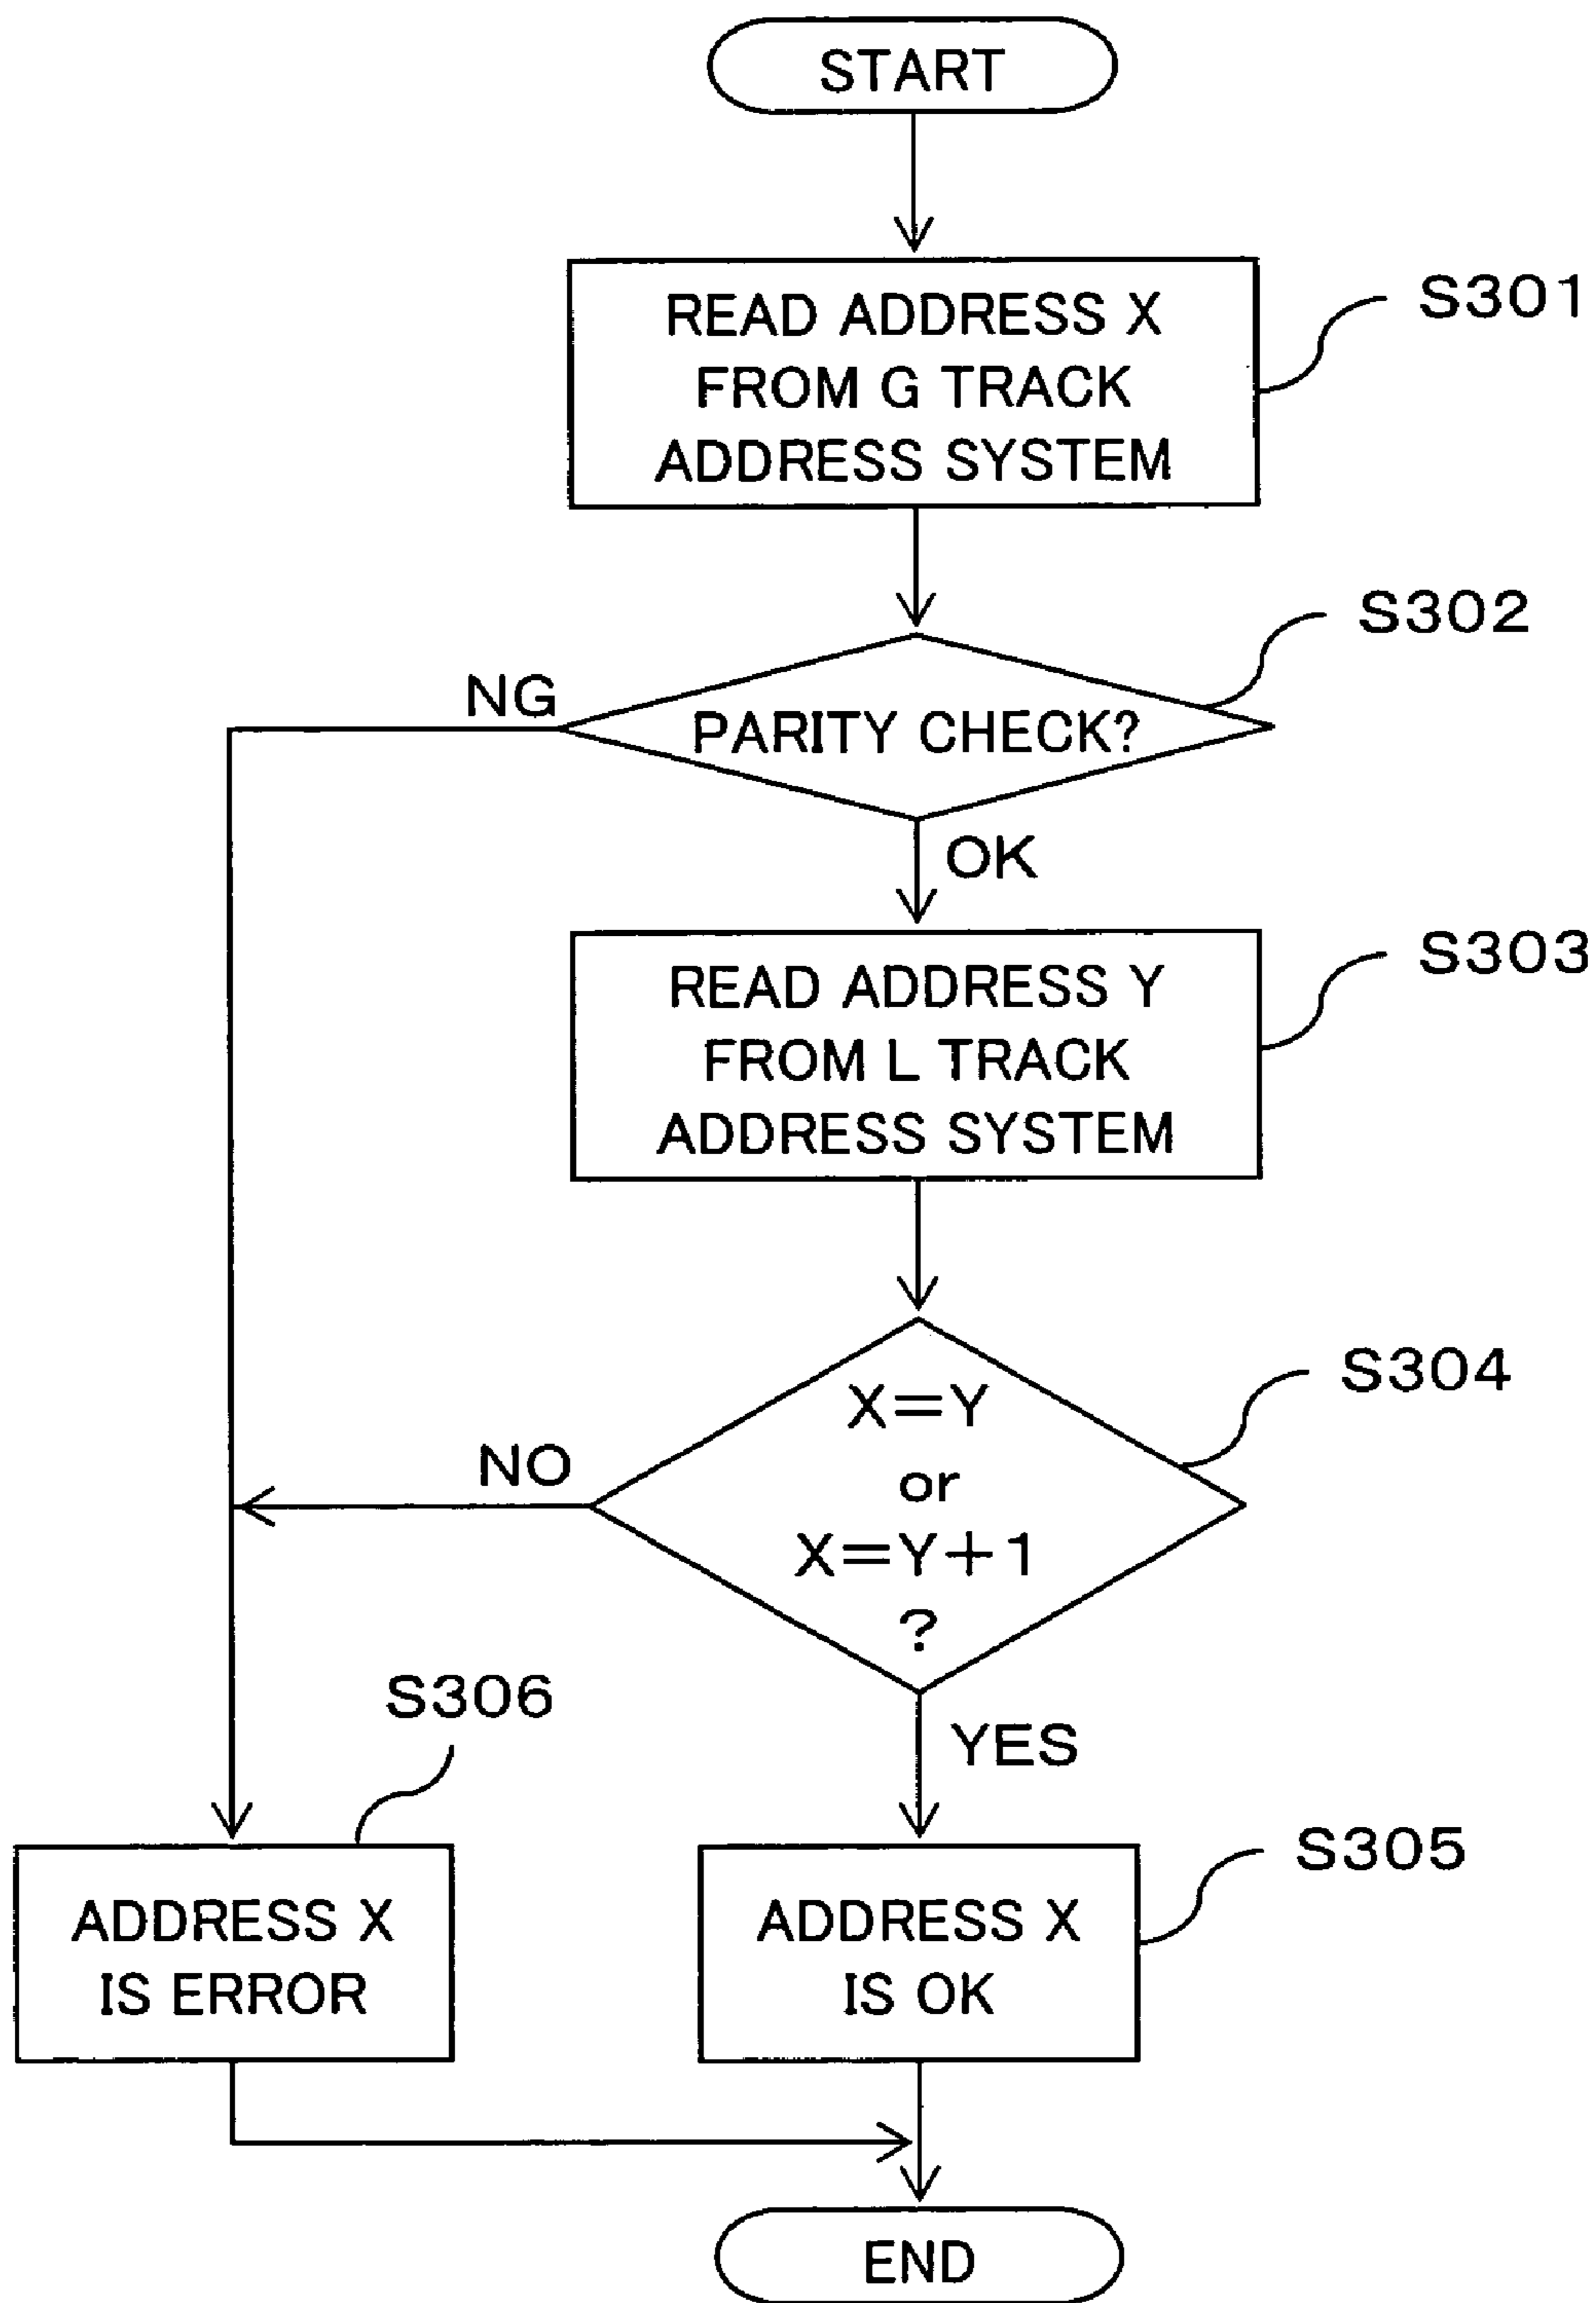 START
READ ADDRESS X
FROM G TRACK
ADDRESS SYSTEM
S301
S302
NG
PARITY CHECK?
OK
READ ADDRESS Y
FROM L TRACK
ADDRESS SYSTEM
S303
S304
X=Y
or
X=Y+1
?
NO
YES
S306
ADDRESS X
IS ERROR
S305
ADDRESS X
IS OK
END